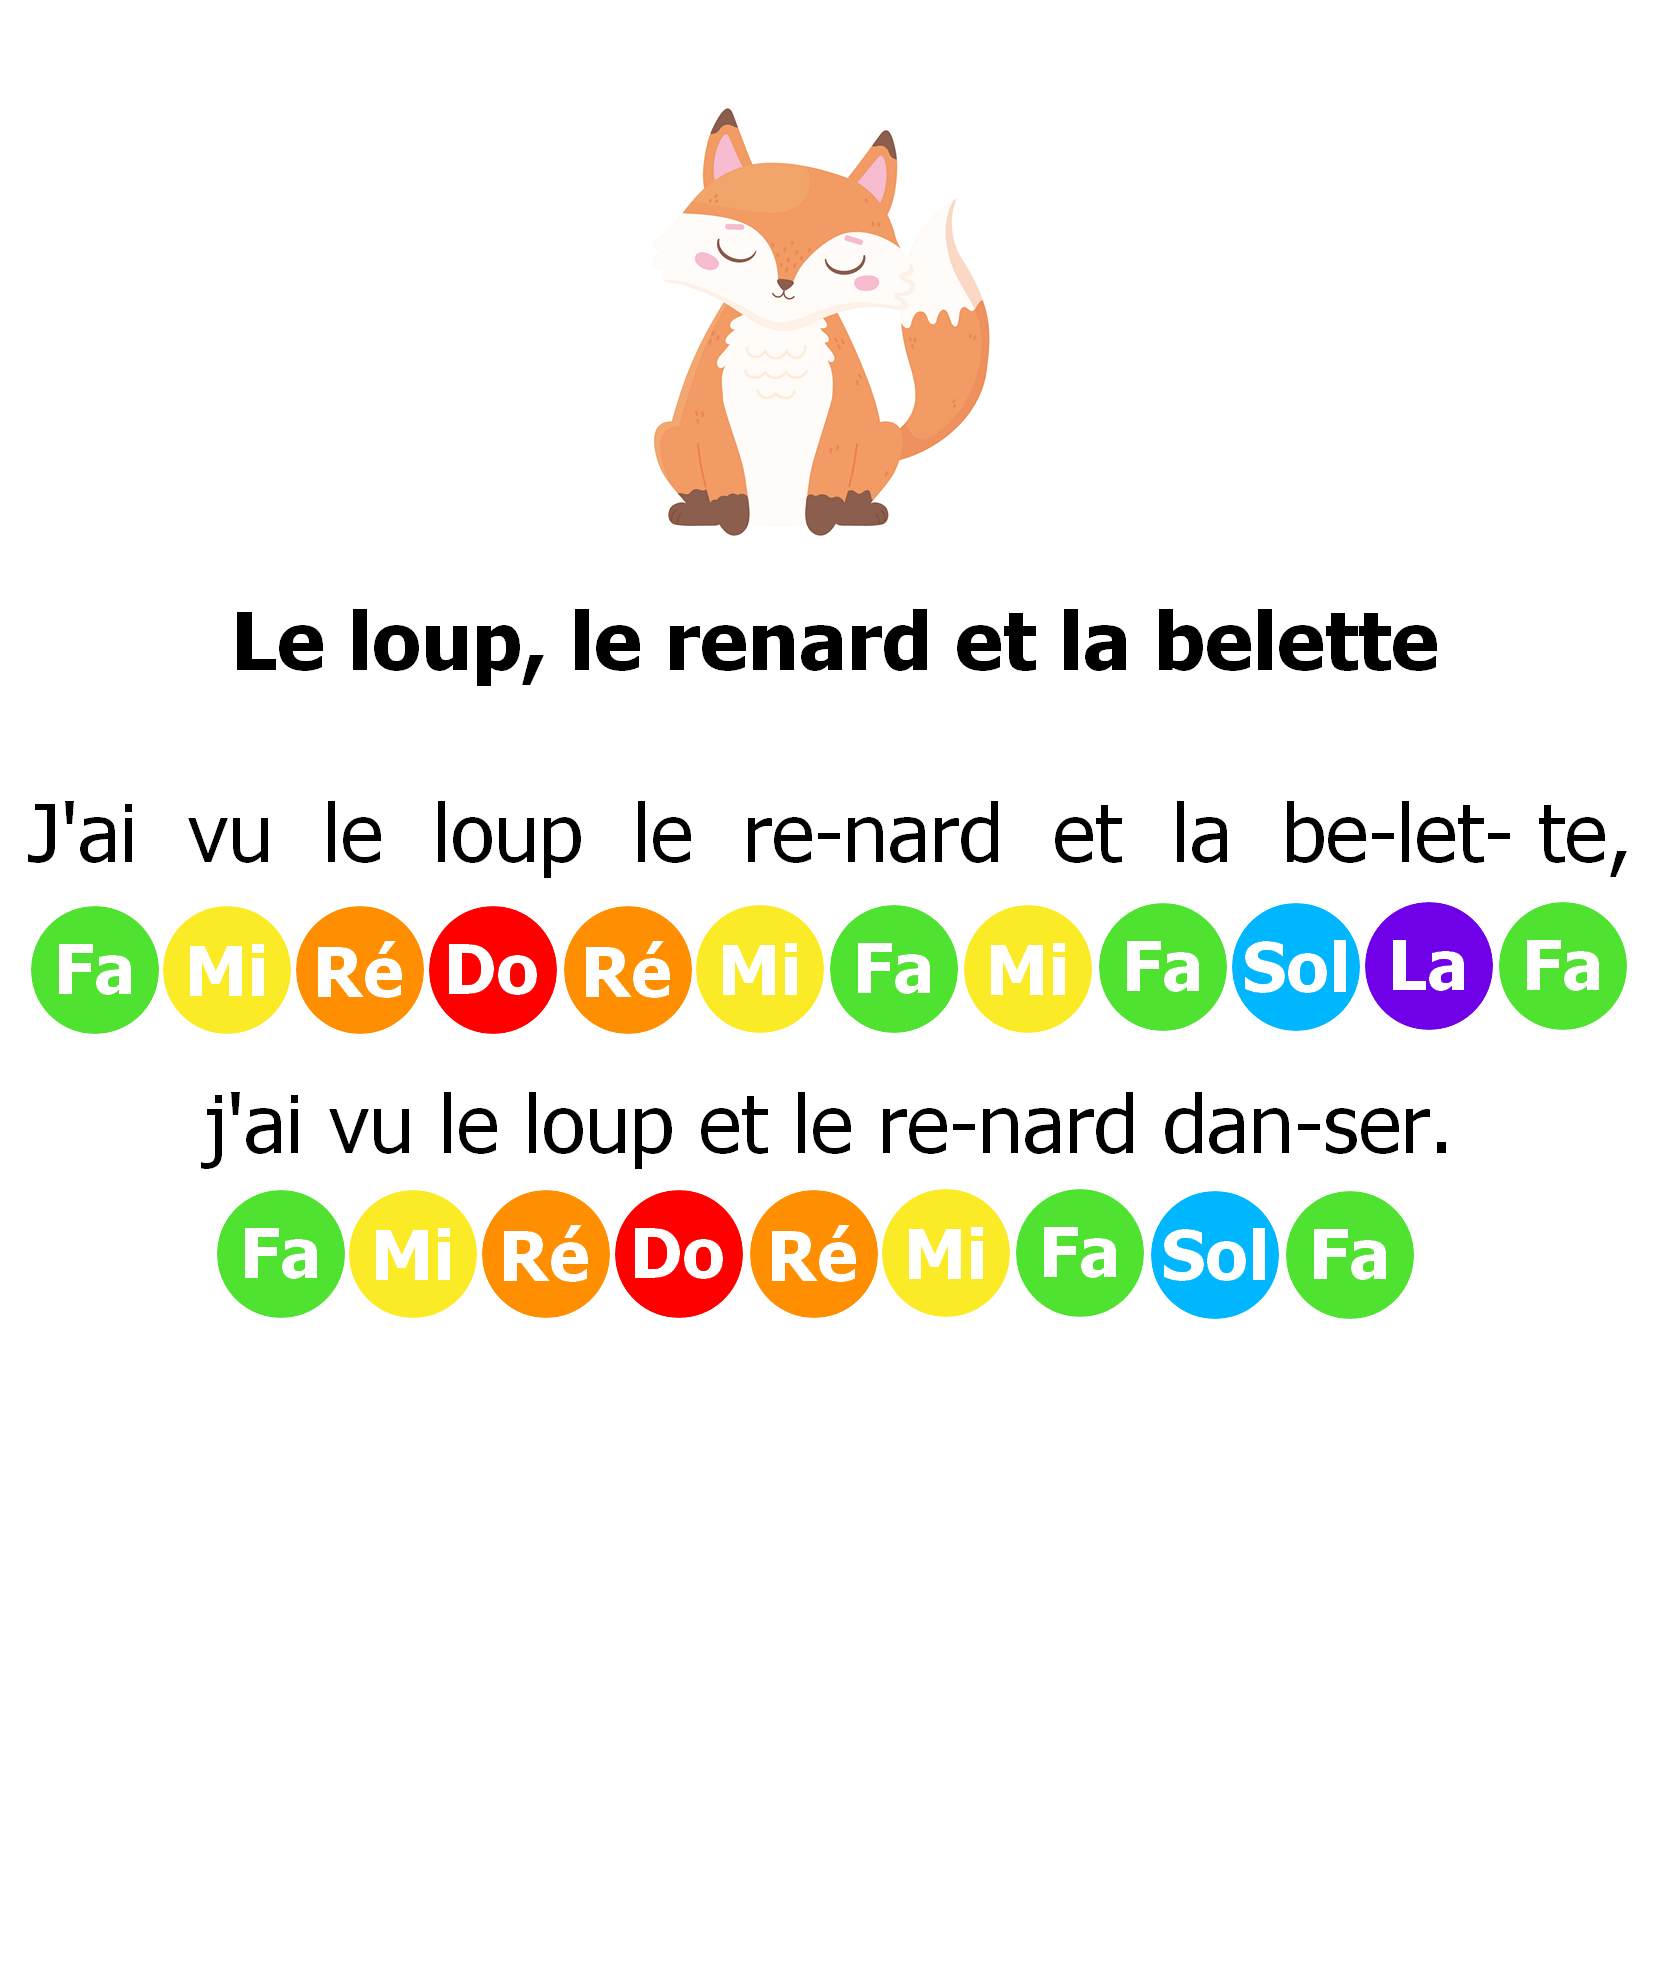 Le loup, le renard et la belette
J'ai vu le loup le re-nard et la be-let- te,
Fa Mi Ré Do Ré Mi Fa Mi Fa Sol La Fa
j'ai vu le loup et le re-nard dan-ser.
Fa Mi Ré Do Ré Mi Fa Sol Fa